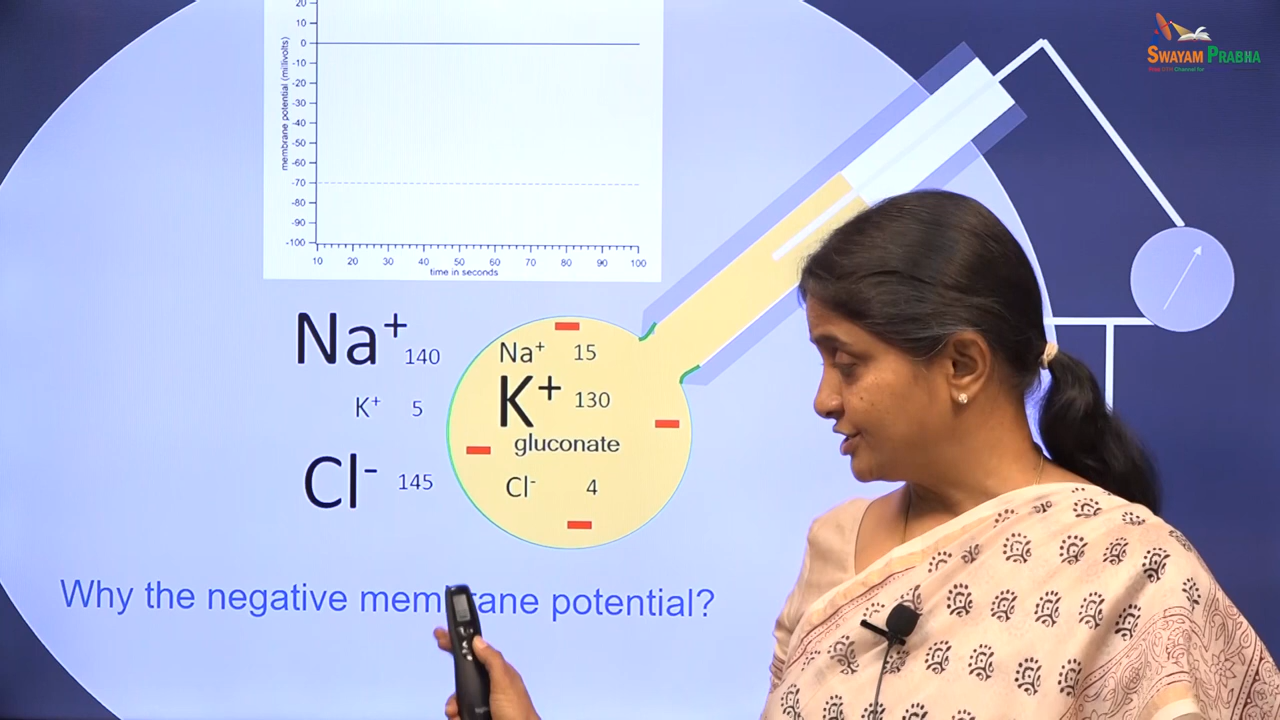 SWAYAM PRABHA
20
10
0
-10
-20
-30
-40
-50
-60
-70
-80
-90
-100
membrane potential (millivolts)
10 20 30 40 50 60 70 80 90 100
time in seconds
Na+ 140
K+ 5
Cl- 145
Na+ 15
K+ 130
gluconate
Cl- 4
Why the negative potential?